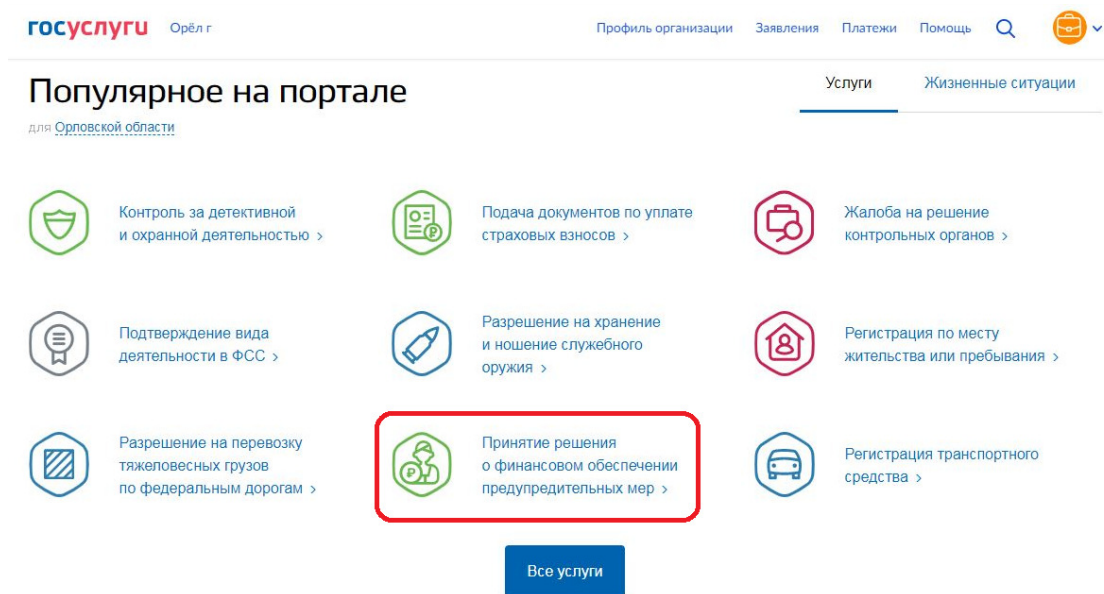 госуслуги Орёл г Профиль организации Заявления Платежи Помощь
Популярное на портале
Услуги Жизненные ситуации
для Орловской области
Контроль за детективной
и охранной деятельностью >
Подача документов по уплате
страховых взносов >
Жалоба на решение
контрольных органов >
Подтверждение вида
деятельности в ФСС >
Разрешение на хранение
и ношение служебного
оружия >
Регистрация по месту
жительства или пребывания >
Разрешение на перевозку
тяжеловесных грузов
по федеральным дорогам >
Принятие решения
о финансовом обеспечении
предупредительных мер >
Регистрация транспортного
средства >
Все услуги